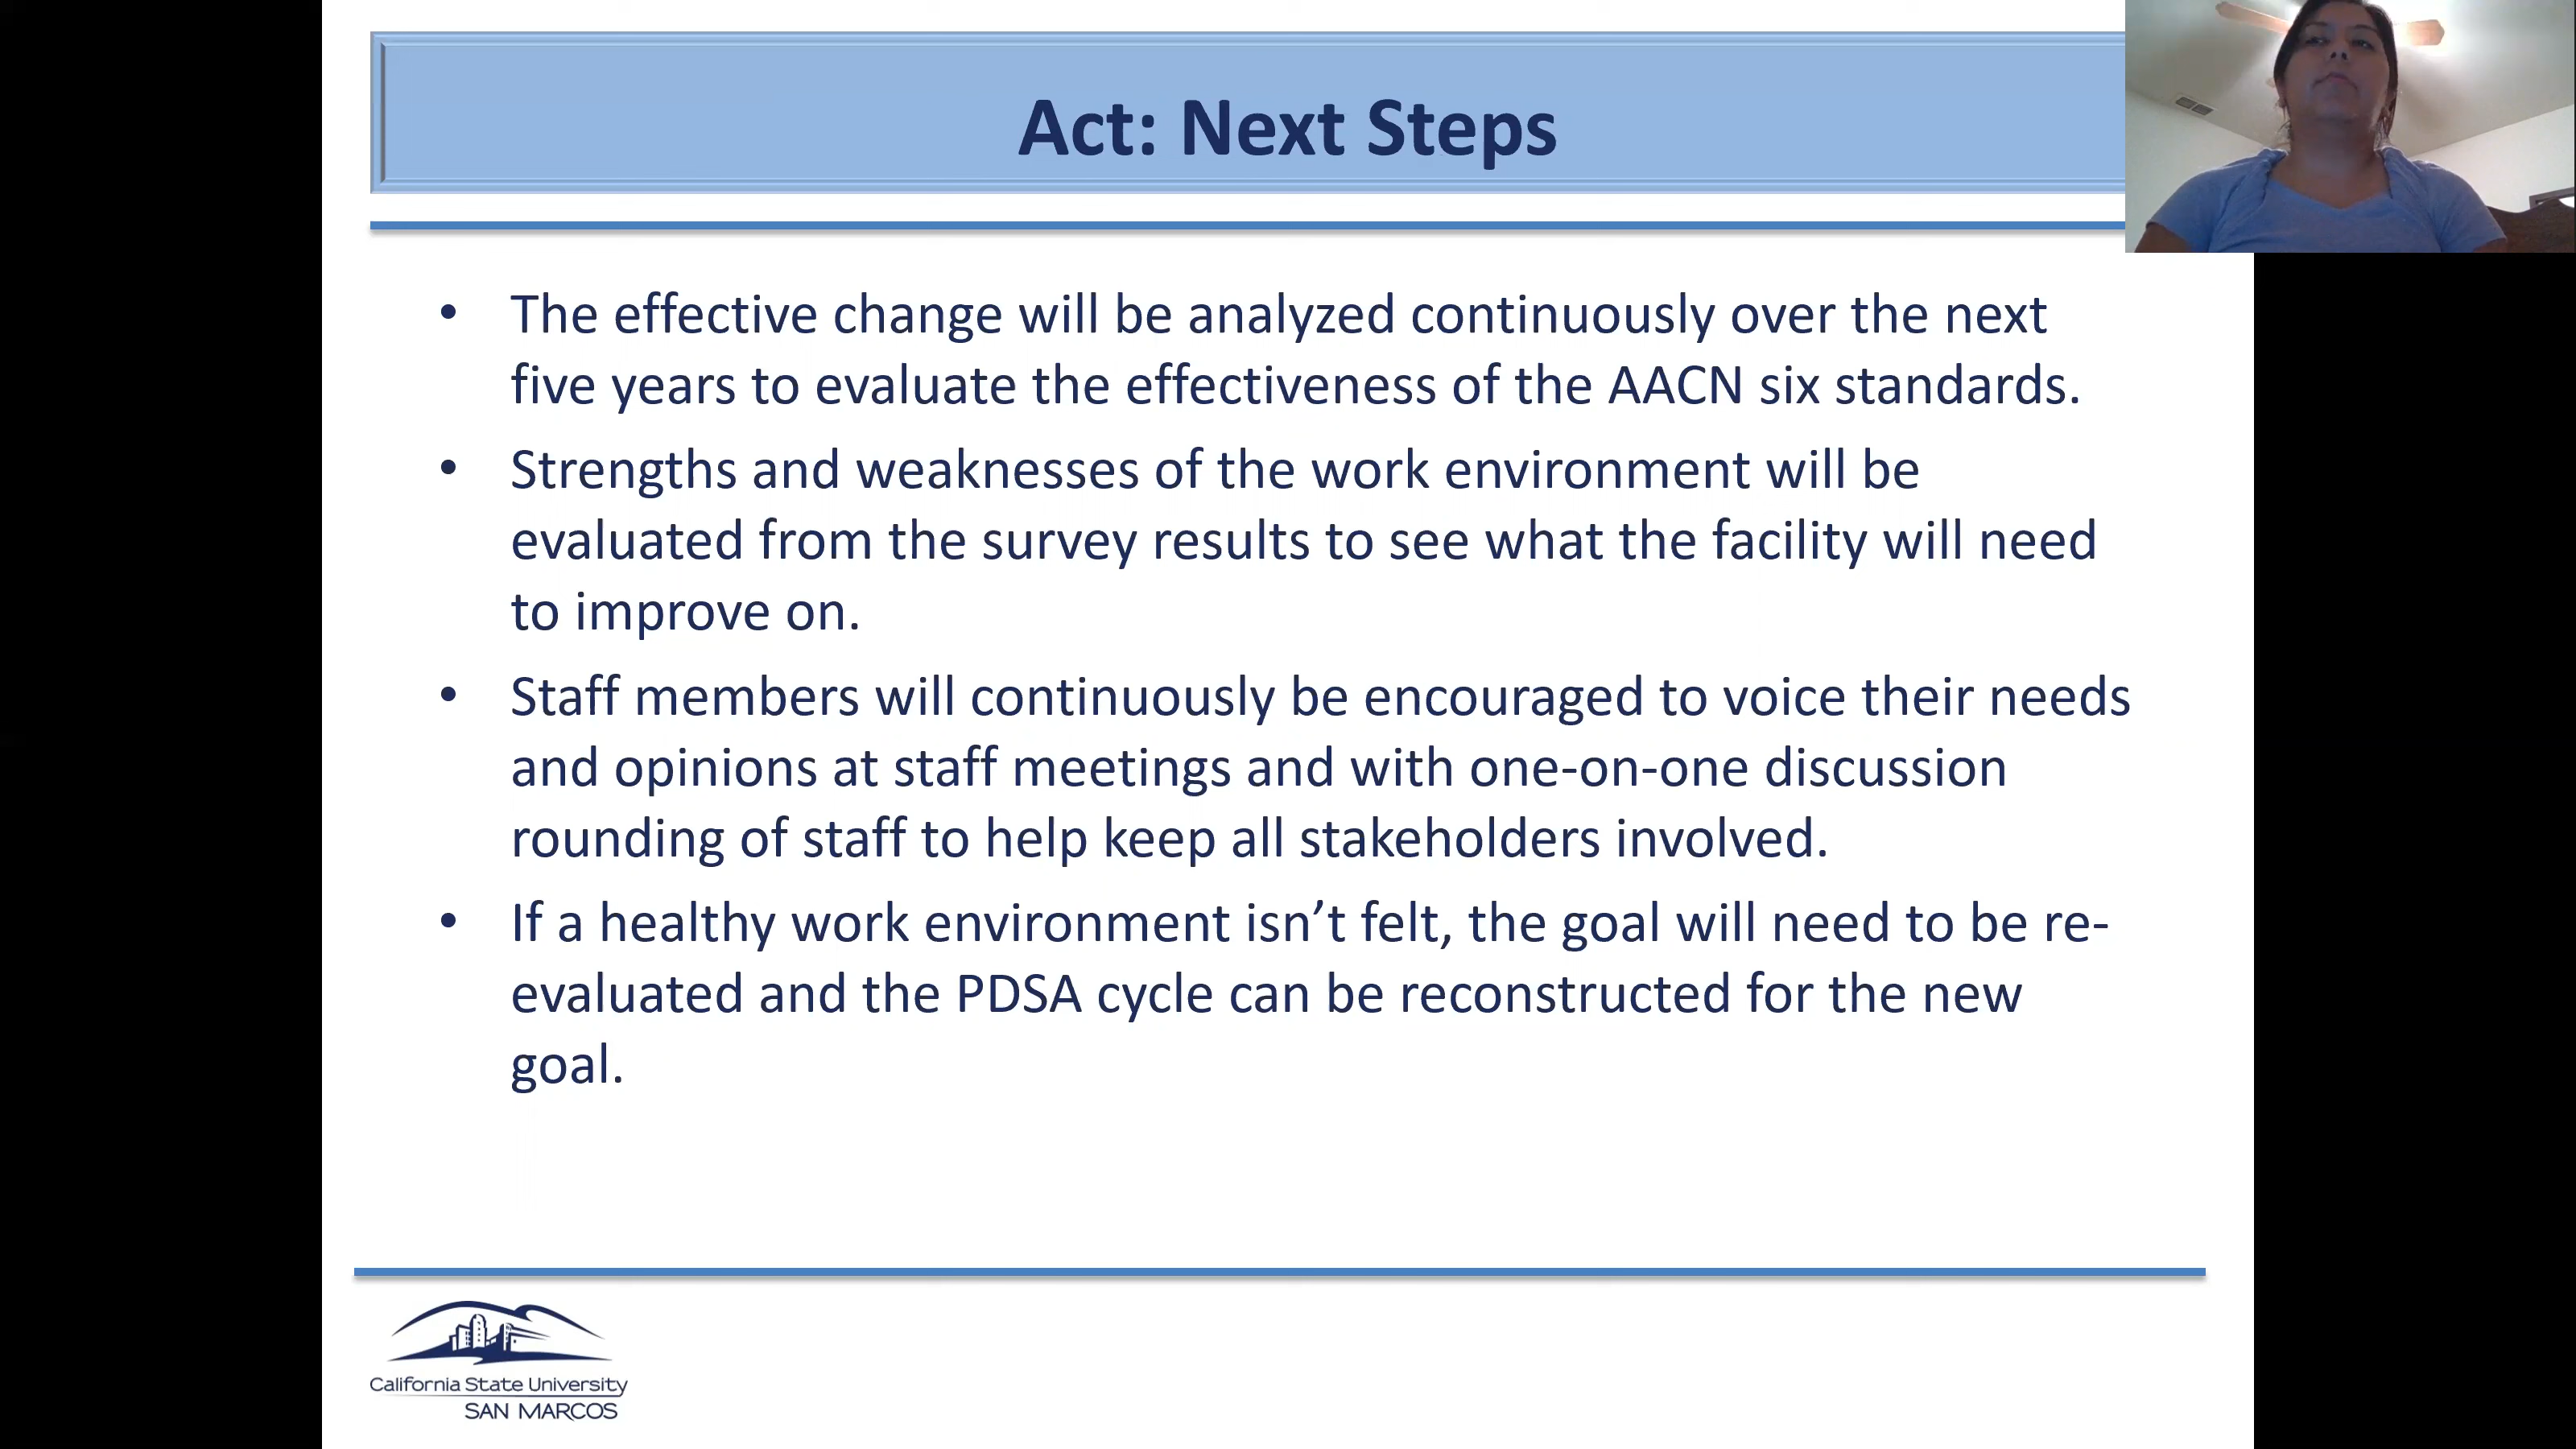 Act: Next Steps
• The effective change will be analyzed continuously over the next
five years to evaluate the effectiveness of the AACN six standards.
• Strengths and weaknesses of the work environment will be
evaluated from the survey results to see what the facility will need
to improve on.
• Staff members will continuously be encouraged to voice their needs
and opinions at staff meetings and with one-on-one discussion
rounding of staff to help keep all stakeholders involved.
• If a healthy work environment isn’t felt, the goal will need to be re-
evaluated and the PDSA cycle can be reconstructed for the new
goal.
California State University
SAN MARCOS